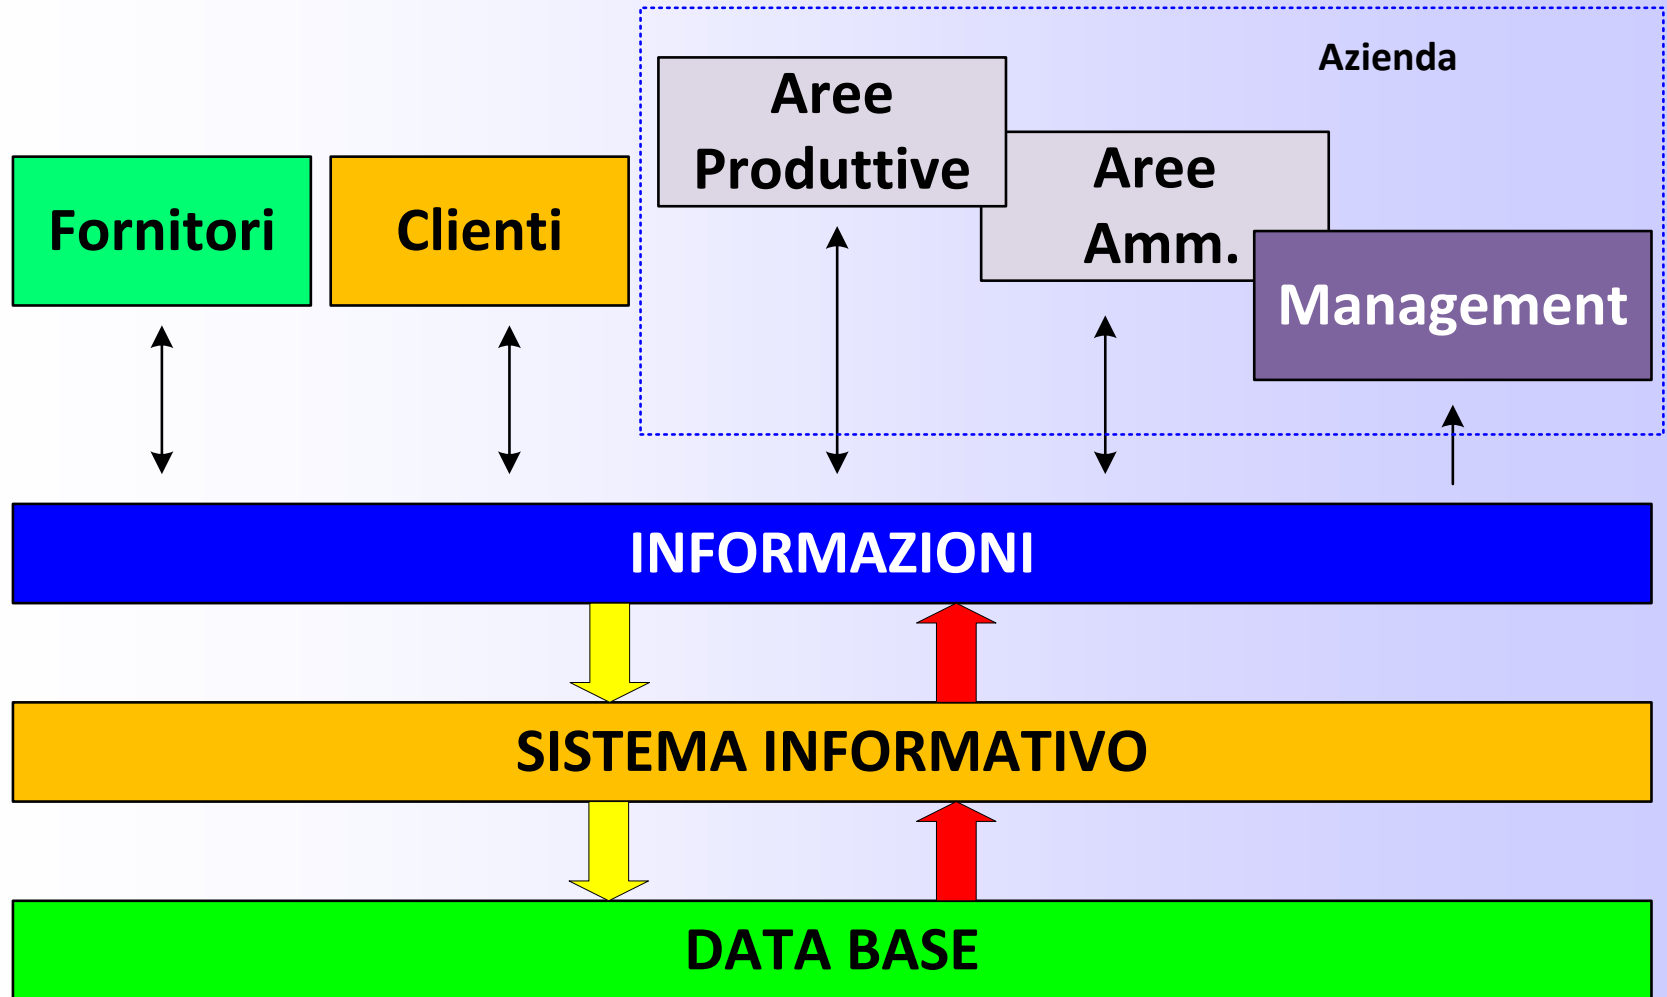 Azienda
Aree
Produttive
Aree
Amm.
Fornitori
Clienti
Management
INFORMAZIONI
SISTEMA INFORMATIVO
DATA BASE